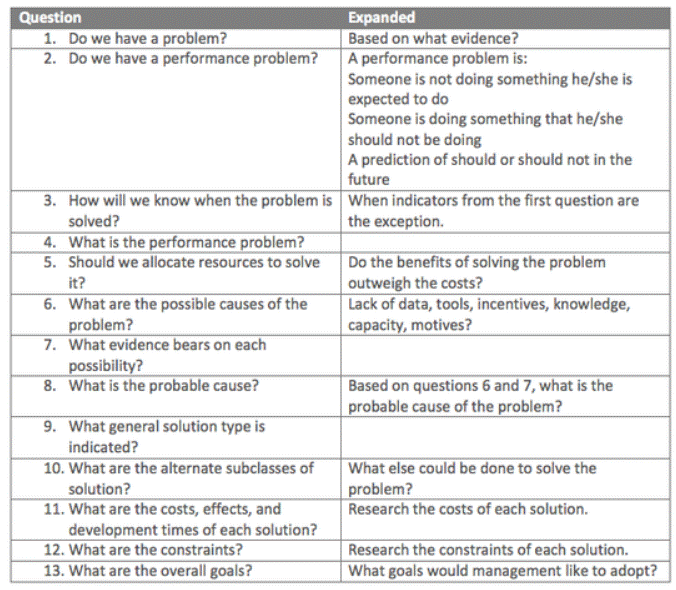 Question Expanded
1. Do we have a problem? Based on what evidence?
2. Do we have a performance problem? A performance problem is:
Someone is not doing something he/she is
expected to do
Someone is doing something that he/she
should not be doing
A prediction of should or should not in the
future
3. How will we know when the problem is When indicators from the first question are
solved? the exception.
4. What is the performance problem?
5. Should we allocate resources to solve Do the benefits of solving the problem
it? outweigh the costs?
6. What are the possible causes of the Lack of data, tools, incentives, knowledge,
problem? capacity, motives?
7. What evidence bears on each
possibility?
8. What is the probable cause? Based on questions 6 and 7, what is the
probable cause of the problem?
9. What general solution type is
indicated?
10. What are the alternate subclasses of What else could be done to solve the
solution? problem?
11. What are the costs, effects, and Research the costs of each solution.
development times of each solution?
12. What are the constraints? Research the constraints of each solution.
13. What are the overall goals? What goals would management like to adopt?